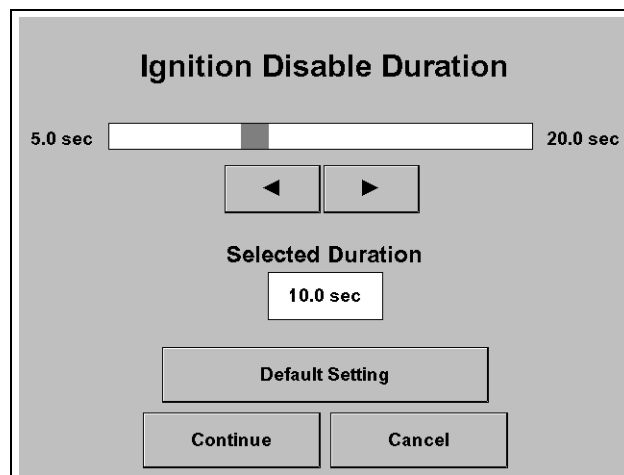 Ignition Disable Duration
5.0 sec 20.0 sec
◄ ►
Selected Duration
10.0 sec
Default Setting
Continue Cancel